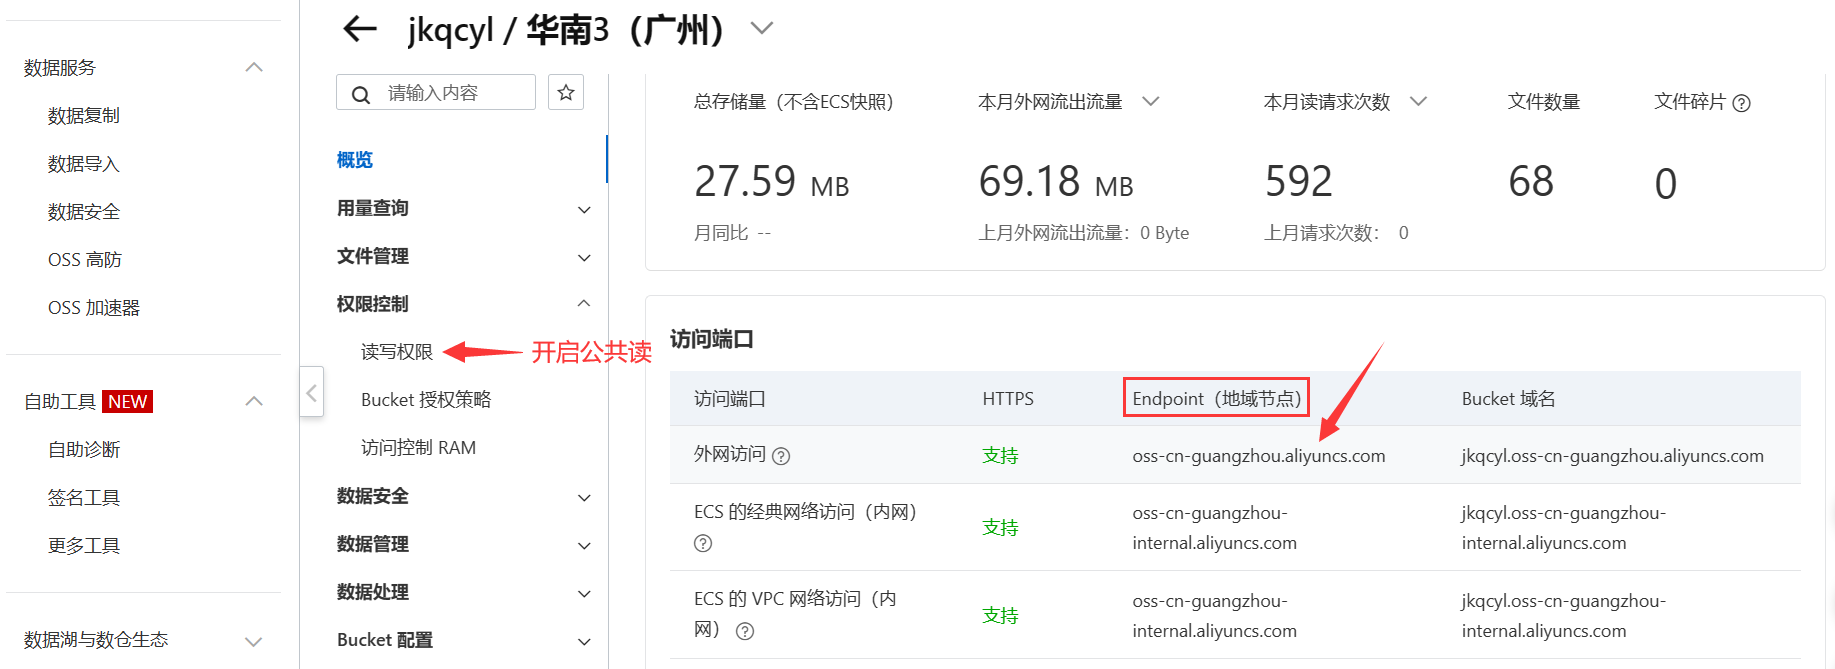 数据服务
数据复制
数据导入
数据安全
OSS 高防
OSS 加速器
自助工具 NEW
自助诊断
签名工具
更多工具
数据湖与数仓生态
jkqcyl / 华南3（广州）
请输入内容
概览
用量查询
文件管理
权限控制
读写权限
开启公共读
Bucket 授权策略
访问控制 RAM
数据安全
数据管理
数据处理
Bucket 配置
总存储量（不含ECS快照） 本月外网流出流量 本月读请求次数 文件数量 文件碎片
27.59 MB 69.18 MB 592 68 0
月同比 -- 上月外网流出流量：0 Byte 上月请求次数： 0
访问端口
访问端口 HTTPS Endpoint（地域节点） Bucket 域名
外网访问 支持 oss-cn-guangzhou.aliyuncs.com jkqcyl.oss-cn-guangzhou.aliyuncs.com
ECS 的经典网络访问（内网） 支持 oss-cn-guangzhou- jkqcyl.oss-cn-guangzhou-
internal.aliyuncs.com internal.aliyuncs.com
ECS 的 VPC 网络访问（内 支持 oss-cn-guangzhou- jkqcyl.oss-cn-guangzhou-
网） internal.aliyuncs.com internal.aliyuncs.com